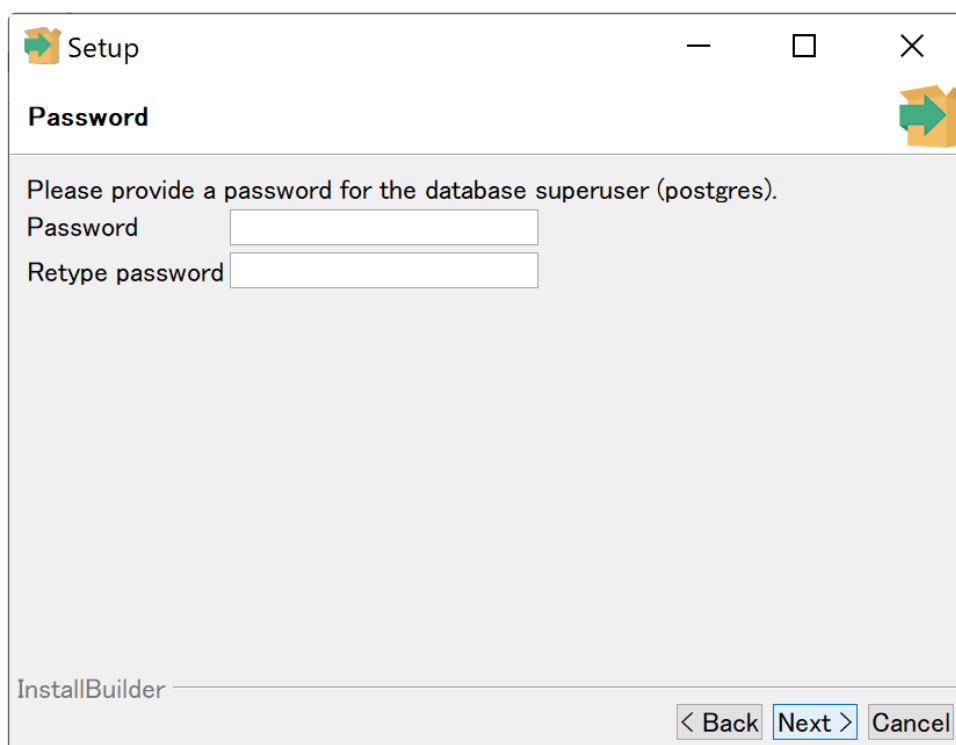 Setup
Password
Please provide a password for the database superuser (postgres).
Password
Retype password
InstallBuilder
< Back Next > Cancel